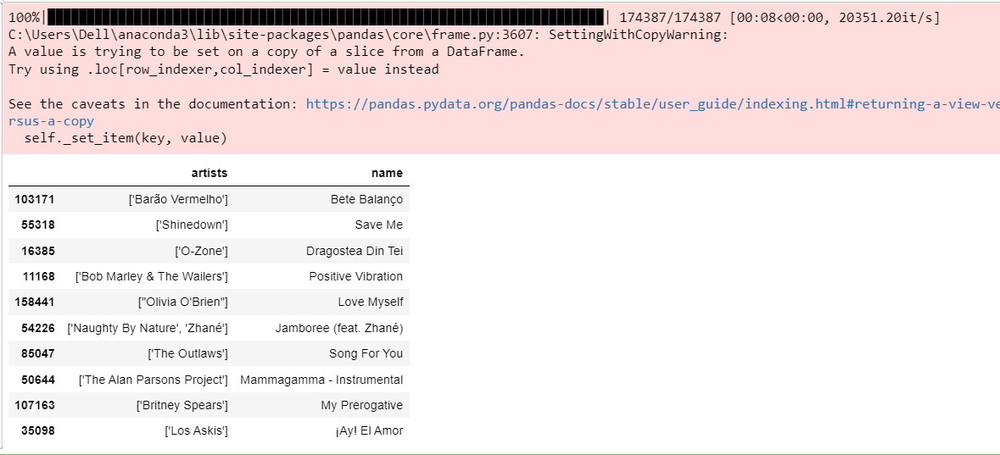 100%|██████████| 174387/174387 [00:08<00:00, 20351.20it/s]
C:\Users\Dell\anaconda3\lib\site-packages\pandas\core\frame.py:3607: SettingWithCopyWarning:
A value is trying to be set on a copy of a slice from a DataFrame.
Try using .loc[row_indexer,col_indexer] = value instead
See the caveats in the documentation: https://pandas.pydata.org/pandas-docs/stable/user_guide/indexing.html#returning-a-view-ve
rsus-a-copy
self._set_item(key, value)
artists name
103171 ['Barão Vermelho'] Bete Balanço
55318 ['Shinedown'] Save Me
16385 ['O-Zone'] Dragostea Din Tei
11168 ['Bob Marley & The Wailers'] Positive Vibration
158441 ["Olivia O'Brien"] Love Myself
54226 ['Naughty By Nature', 'Zhané'] Jamboree (feat. Zhané)
85047 ['The Outlaws'] Song For You
50644 ['The Alan Parsons Project'] Mammagamma - Instrumental
107163 ['Britney Spears'] My Prerogative
35098 ['Los Askis'] ¡Ay! El Amor